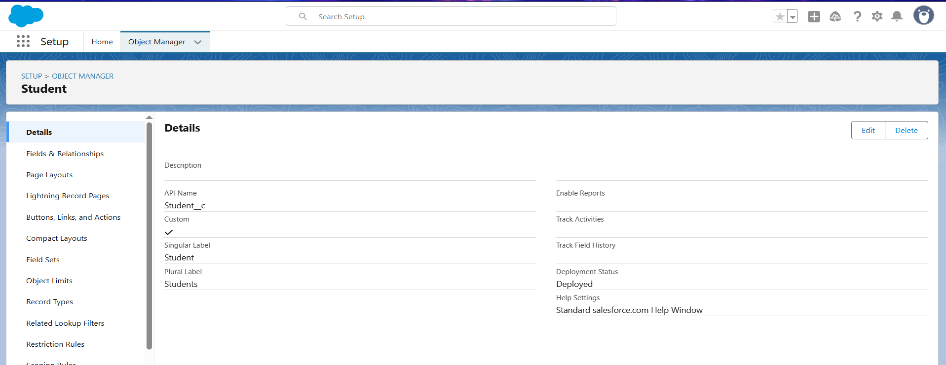 Search Setup
Setup
Home
Object Manager
SETUP > OBJECT MANAGER
Student
Details
Fields & Relationships
Page Layouts
Lightning Record Pages
Buttons, Links, and Actions
Compact Layouts
Field Sets
Object Limits
Record Types
Related Lookup Filters
Restriction Rules
Details
Edit
Delete
Description
API Name
Student__c
Custom
Singular Label
Student
Plural Label
Students
Enable Reports
Track Activities
Track Field History
Deployment Status
Deployed
Help Settings
Standard salesforce.com Help Window